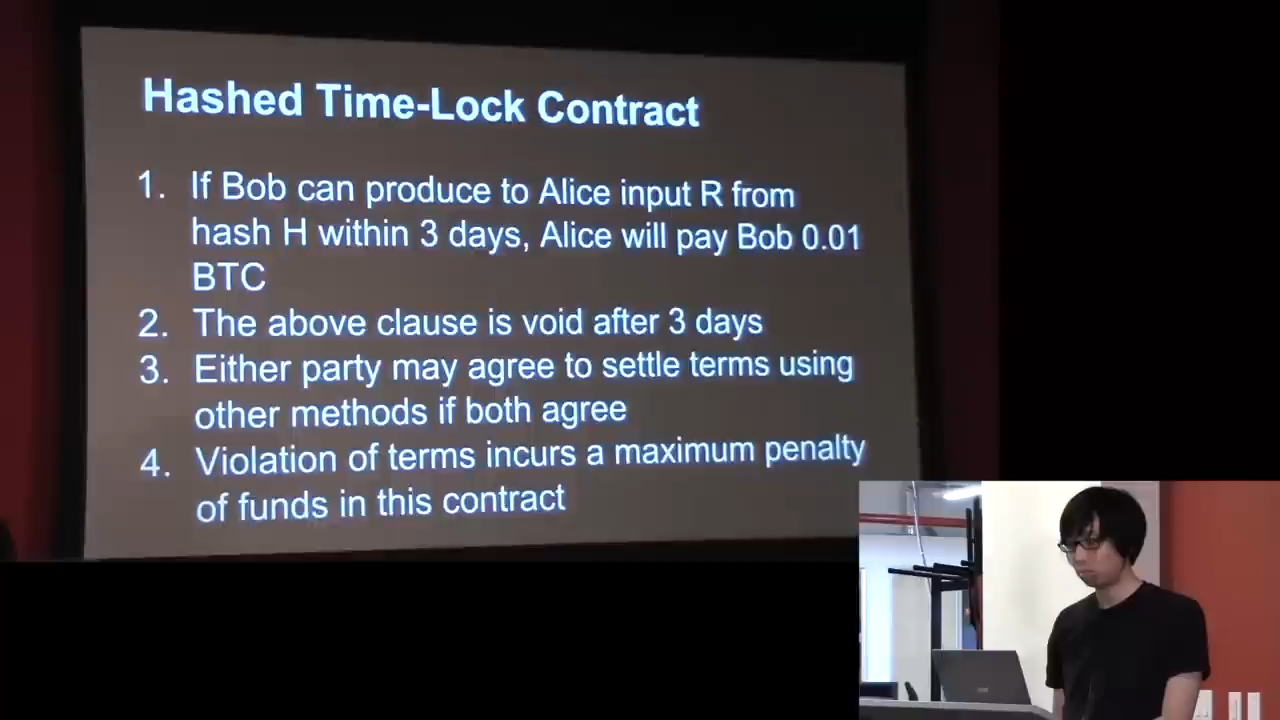 Hashed Time-Lock Contract
1. If Bob can produce to Alice input R from
hash H within 3 days, Alice will pay Bob 0.01
BTC
2. The above clause is void after 3 days
3. Either party may agree to settle terms using
other methods if both agree
4. Violation of terms incurs a maximum penalty
of funds in this contract